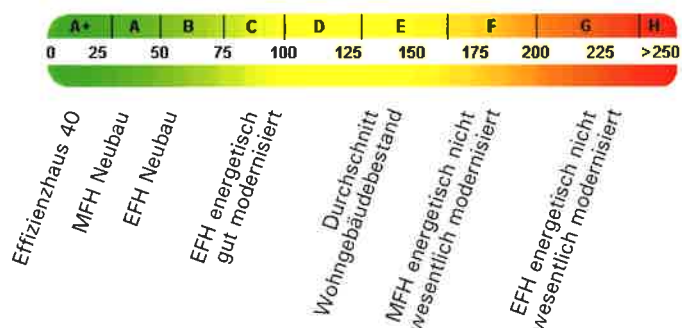 A+ A B C D E F G H
0 25 50 75 100 125 150 175 200 225 >250
Effizienzhaus 40
MFH Neubau
EFH Neubau
EFH energetisch
gut modernisiert
Durchschnitt
Wohngebäudebestand
MFH energetisch nicht
wesentlich modernisiert
EFH energetisch nicht
wesentlich modernisiert